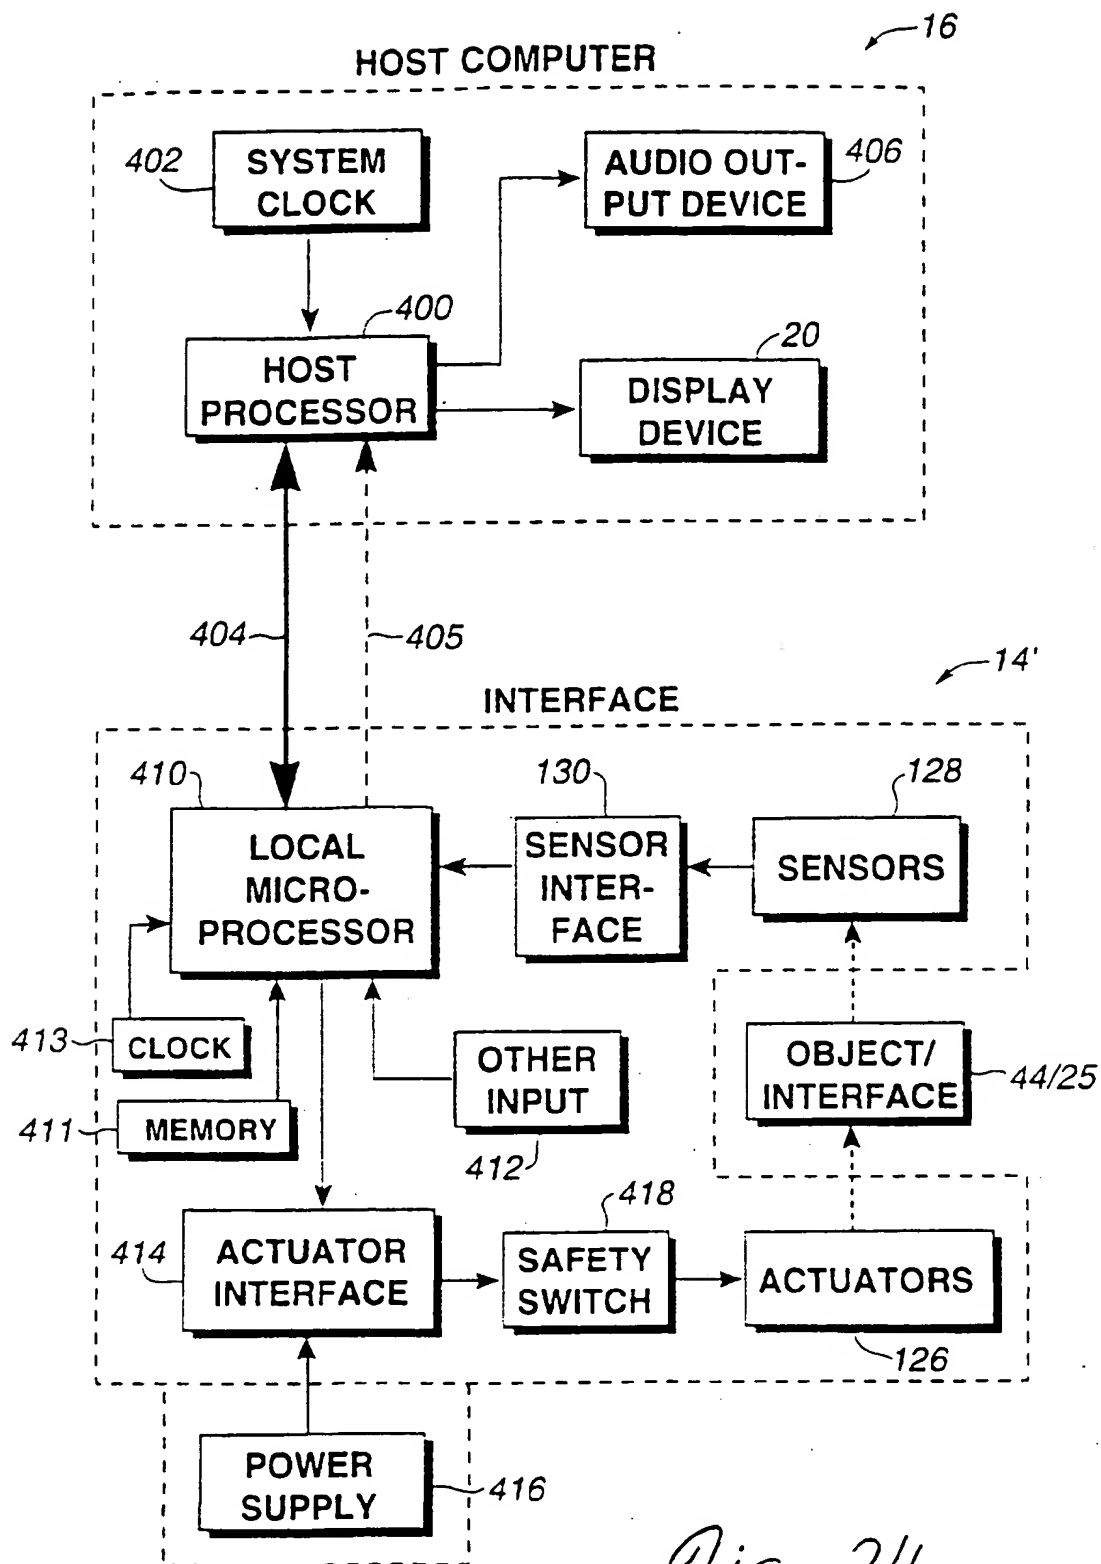 16
HOST COMPUTER
402
SYSTEM
CLOCK
AUDIO OUT-
PUT DEVICE
406
400
HOST
PROCESSOR
20
DISPLAY
DEVICE
404
405
14'
INTERFACE
410
LOCAL
MICRO-
PROCESSOR
130
SENSOR
INTER-
FACE
128
SENSORS
413
CLOCK
411
MEMORY
OTHER
INPUT
412
OBJECT/
INTERFACE
44/25
414
ACTUATOR
INTERFACE
418
SAFETY
SWITCH
ACTUATORS
126
POWER
SUPPLY
416